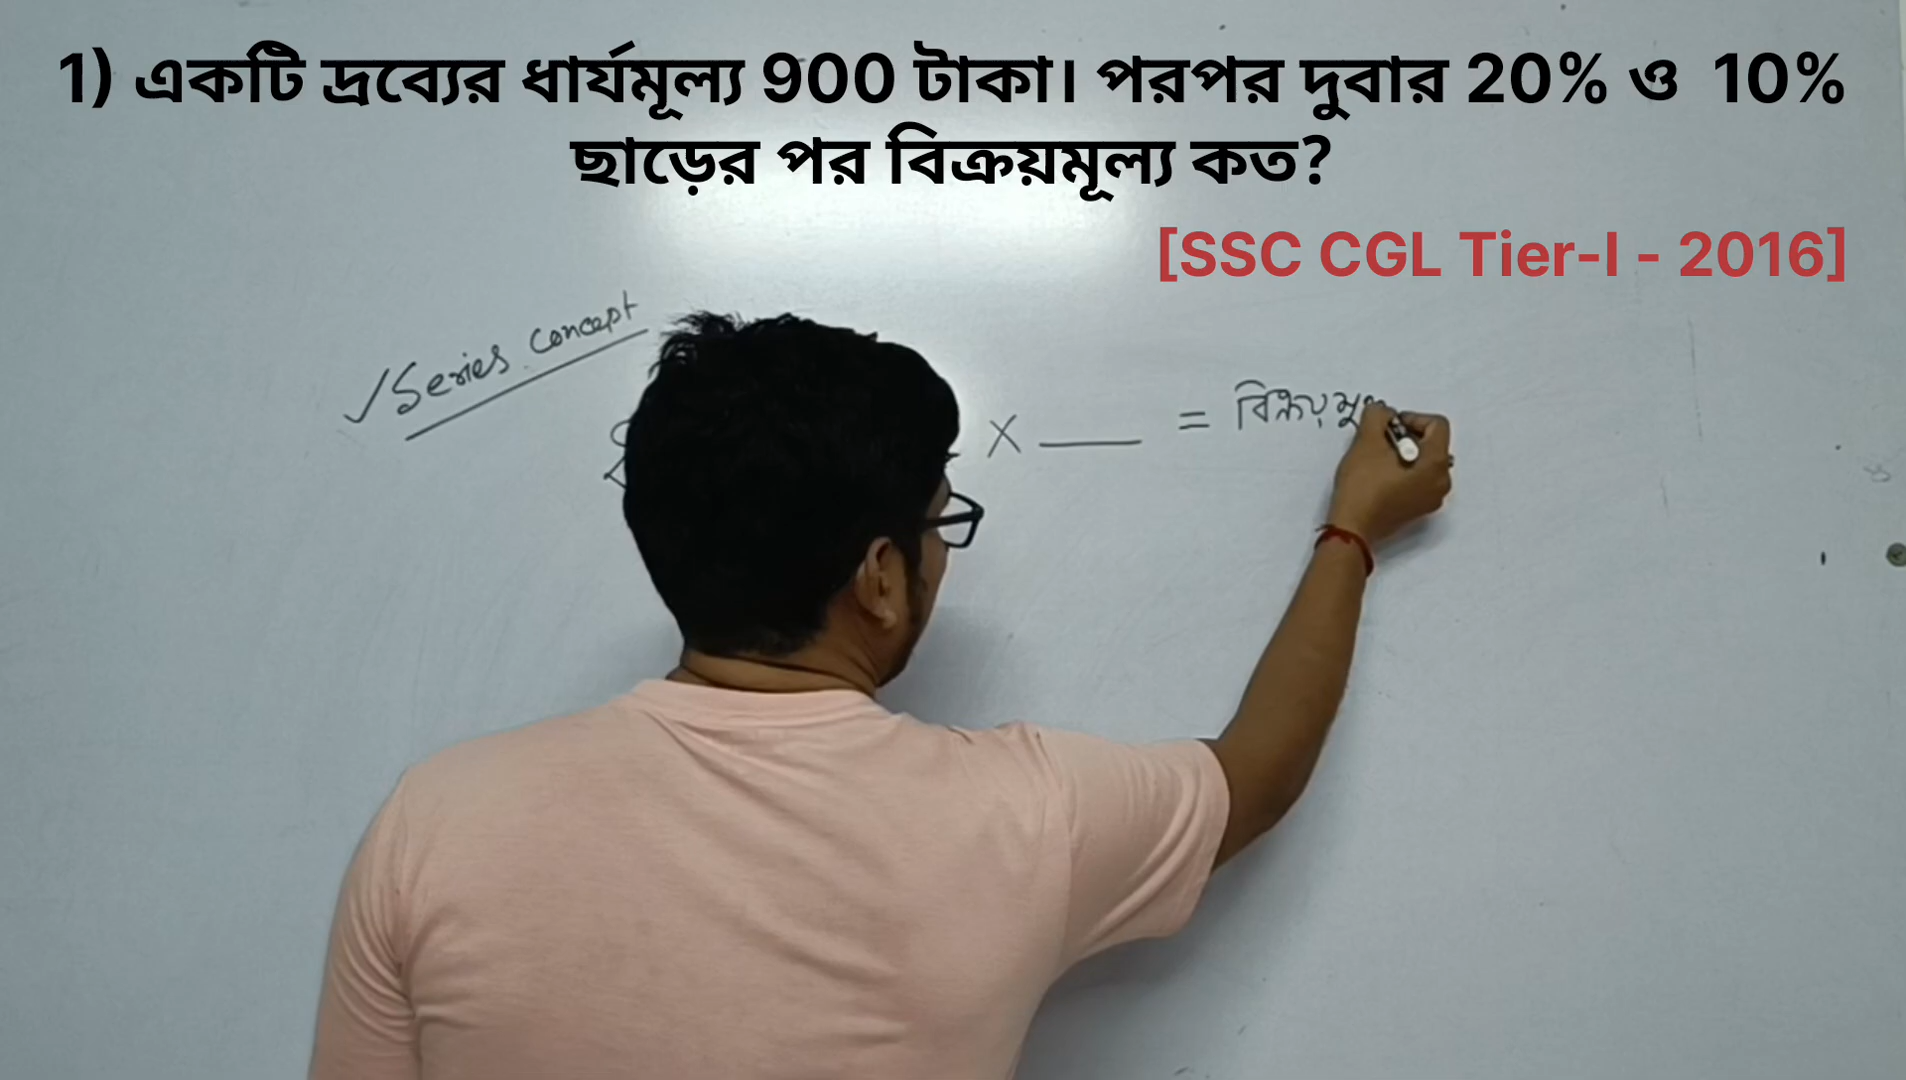 1) একটি দ্রব্যের ধার্যমূল্য 900 টাকা। পরপর দুবার 20% ও 10%
ছাড়ের পর বিক্রয়মূল্য কত?
[SSC CGL Tier-I - 2016]
✓ Series concept
× ___ = বিক্রয়মূ